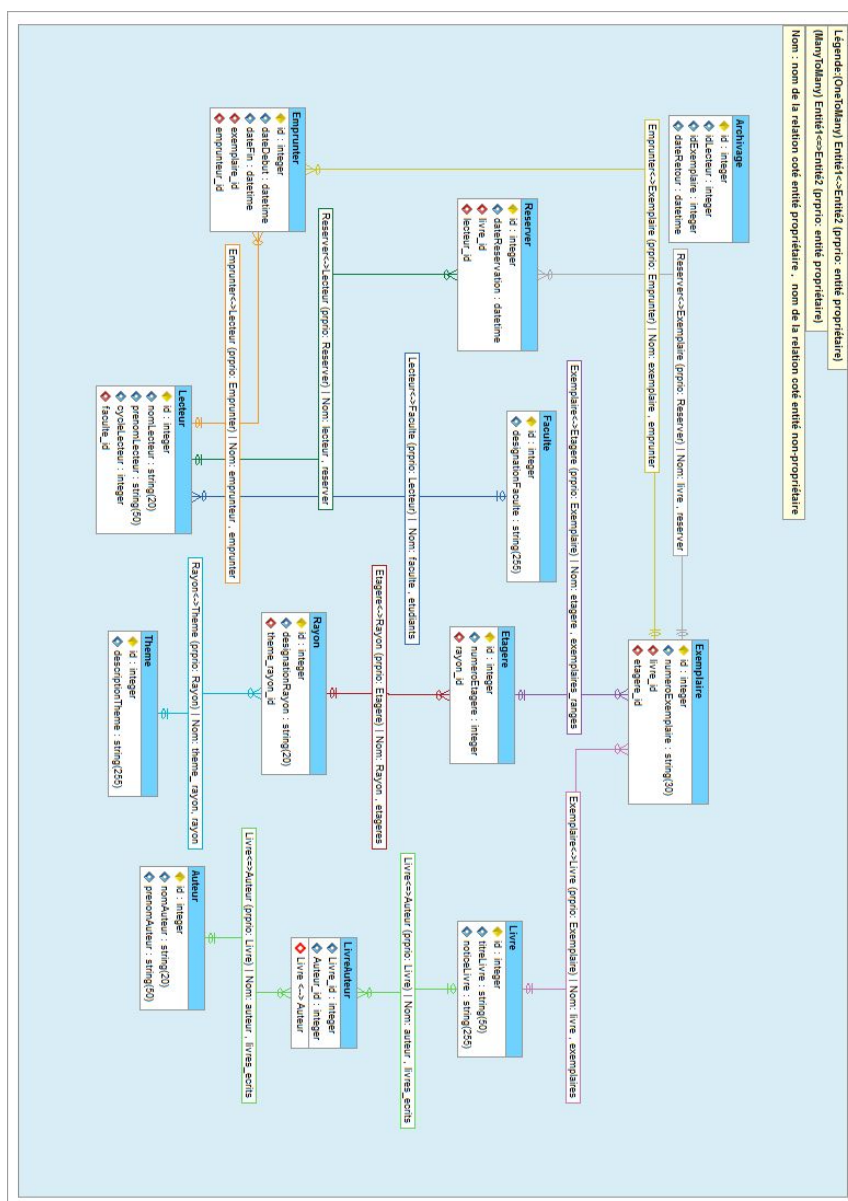 Légende:(OneToMany) Entité1<->Entité2 (prprio: entité propriétaire)
(ManyToMany) Entité1<=>Entité2 (prprio: entité propriétaire)
Nom : nom de la relation coté entité propriétaire , nom de la relation coté entité non-propriétaire
Archivage
id : integer
idLecteur : integer
idExemplaire : integer
dateRetour : datetime
Reserver<->Exemplaire (prprio: Reserver) | Nom: livre , reserver
Emprunter<->Exemplaire (prprio: Emprunter) | Nom: exemplaire , emprunter
Exemplaire
id : integer
numeroExemplaire : string(30)
livre_id
etagere_id
Exemplaire<->Etagere (prprio: Exemplaire) | Nom: etagere , exemplaires_ranges
Exemplaire<->Livre (prprio: Exemplaire) | Nom: livre , exemplaires
Reserver
id : integer
dateReservation : datetime
livre_id
lecteur_id
Faculte
id : integer
designationFaculte : string(255)
Etagere
id : integer
numeroEtagere : integer
rayon_id
Livre
id : integer
titreLivre : string(50)
noticeLivre : string(255)
Lecteur<->Faculte (prprio: Lecteur) | Nom: faculte , etudiants
Livre<=>Auteur (prprio: Livre) | Nom: auteur , livres_ecrits
Etagere<->Rayon (prprio: Etagere) | Nom: Rayon , etageres
Reserver<->Lecteur (prprio: Reserver) | Nom: lecteur , reserver
Emprunter
id : integer
dateDebut : datetime
dateFin : datetime
exemplaire_id
emprunteur_id
Rayon
id : integer
designationRayon : string(20)
theme_rayon_id
LivreAuteur
Livre_id : integer
Auteur_id : integer
Livre <--> Auteur
Emprunter<->Lecteur (prprio: Emprunter) | Nom: emprunteur , emprunter
Livre<=>Auteur (prprio: Livre) | Nom: auteur , livres_ecrits
Rayon<->Theme (prprio: Rayon) | Nom: theme_rayon, rayon
Lecteur
id : integer
nomLecteur : string(20)
prenomLecteur : string(50)
cycleLecteur : integer
faculte_id
Theme
id : integer
descriptionTheme : string(255)
Auteur
id : integer
nomAuteur : string(20)
prenomAuteur : string(50)